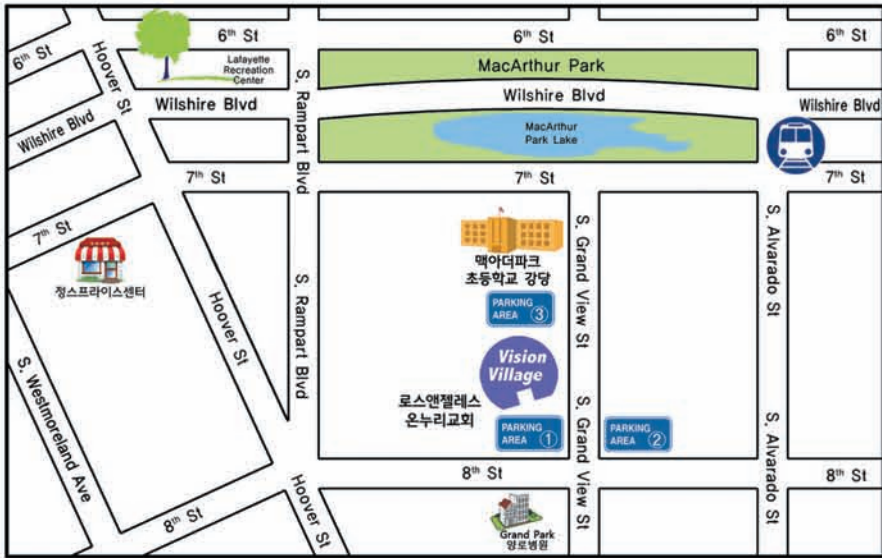 6th St
6th St
6th St
6th St
Hoover St
Lafayette
Recreation
Center
MacArthur Park
Wilshire Blvd
Wilshire Blvd
Wilshire Blvd
Wilshire Blvd
S. Rampart Blvd
MacArthur
Park Lake
7th St
7th St
7th St
7th St
정스프라이스센터
Hoover St
S. Rampart Blvd
맥아더파크
초등학교 강당
PARKING
AREA ③
S. Grand View St
S. Alvarado St
Vision
Village
로스앤젤레스
온누리교회
PARKING
AREA ①
PARKING
AREA ②
S. Westmoreland Ave
S. Grand View St
S. Alvarado St
8th St
8th St
8th St
Hoover St
Grand Park
양로병원